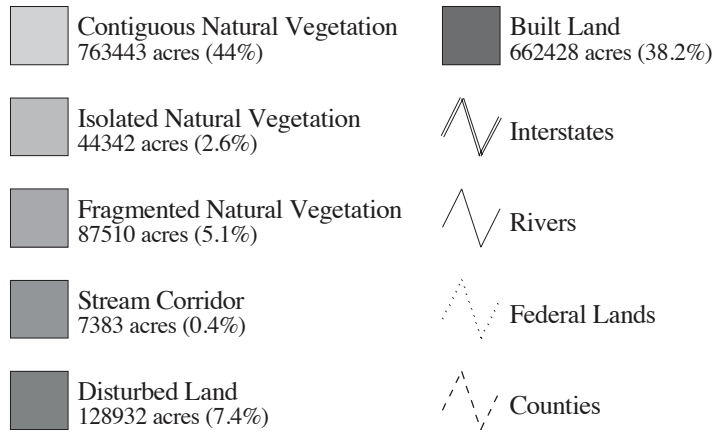 Contiguous Natural Vegetation
763443 acres (44%)
Isolated Natural Vegetation
44342 acres (2.6%)
Fragmented Natural Vegetation
87510 acres (5.1%)
Stream Corridor
7383 acres (0.4%)
Disturbed Land
128932 acres (7.4%)
Built Land
662428 acres (38.2%)
Interstates
Rivers
Federal Lands
Counties